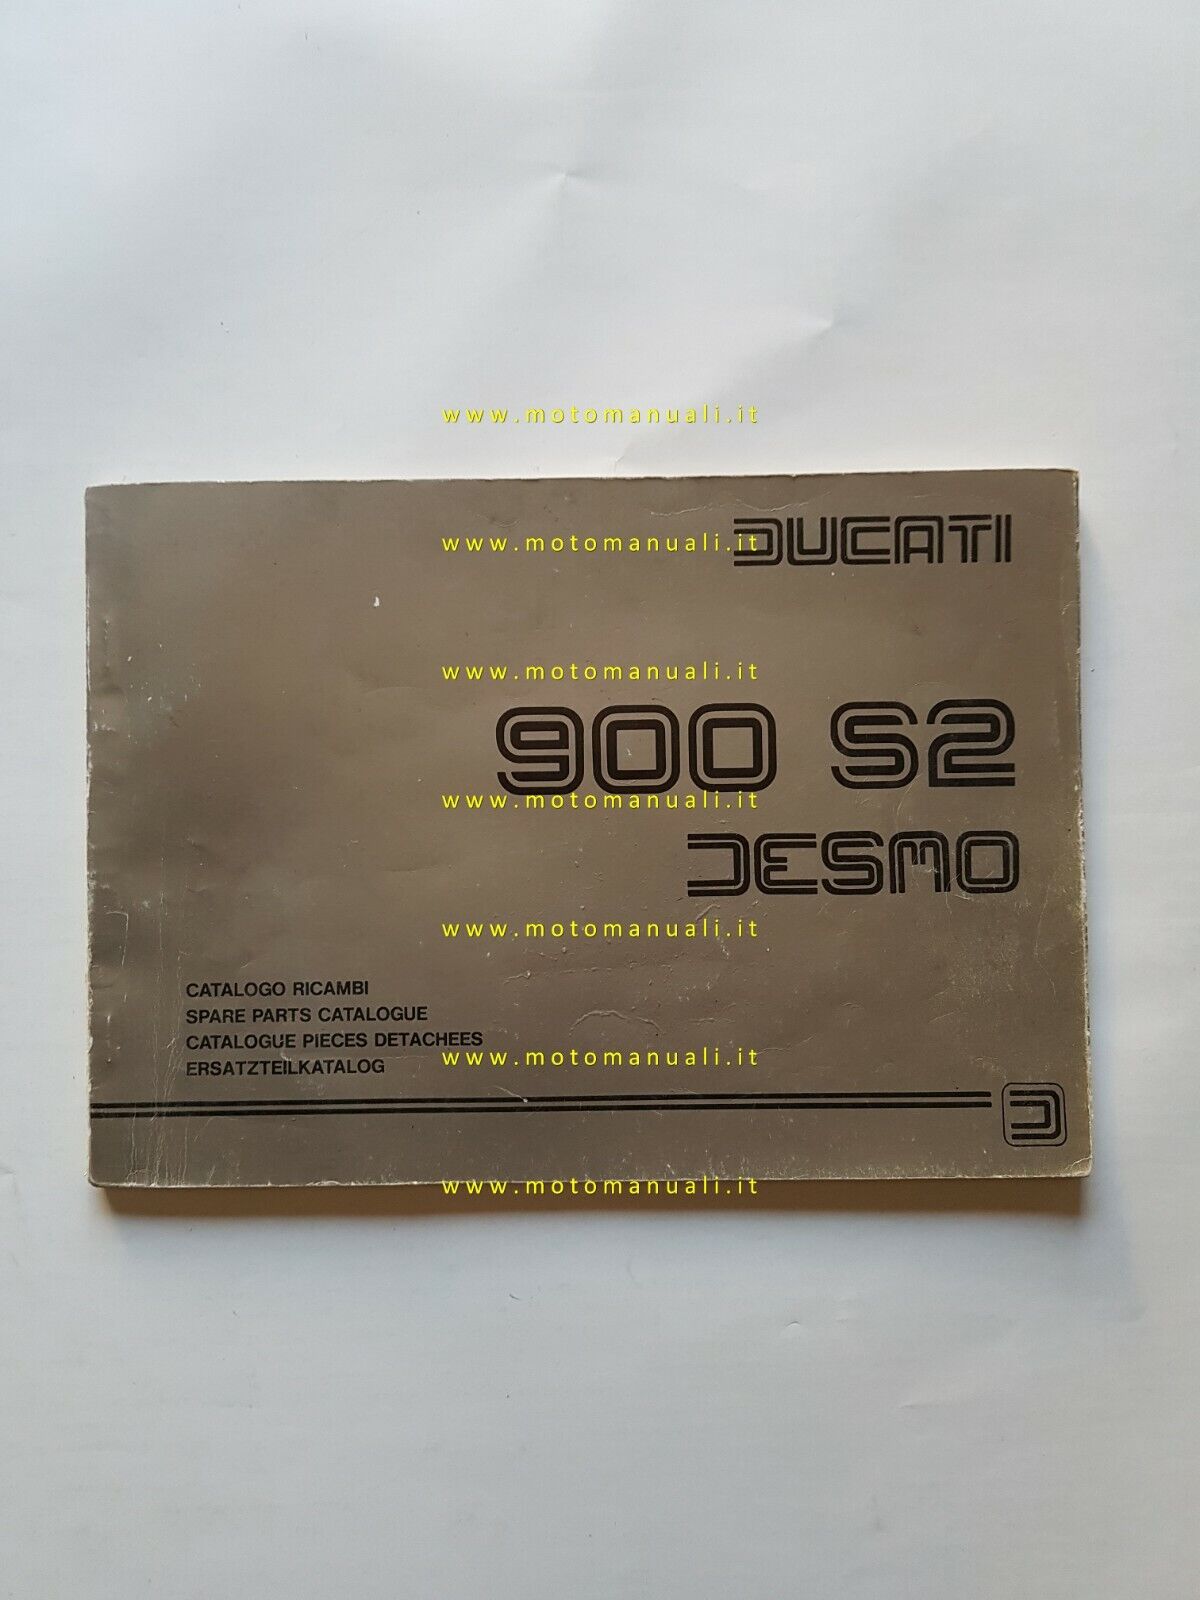 www.motomanuali.it
DUCATI
www.motomanuali.it
www.motomanuali.it
900 S2
www.motomanuali.it
DESMO
www.motomanuali.it
CATALOGO RICAMBI
SPARE PARTS CATALOGUE
CATALOGUE PIECES DETACHEES
www.motomanuali.it
ERSATZTEILKATALOG
D
www.motomanuali.it